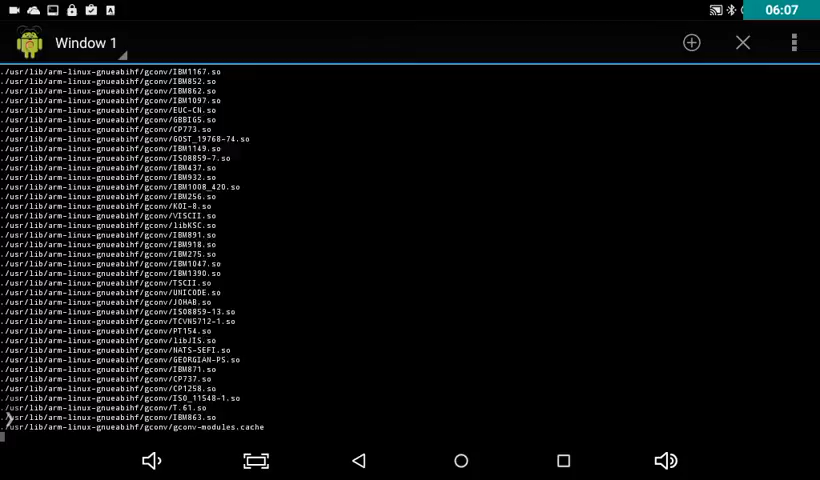 06:07
Window 1
./usr/lib/arm-linux-gnueabihf/gconv/IBM1167.so
./usr/lib/arm-linux-gnueabihf/gconv/IBM852.so
./usr/lib/arm-linux-gnueabihf/gconv/IBM862.so
./usr/lib/arm-linux-gnueabihf/gconv/IBM1097.so
./usr/lib/arm-linux-gnueabihf/gconv/EUC-CN.so
./usr/lib/arm-linux-gnueabihf/gconv/GBBIG5.so
./usr/lib/arm-linux-gnueabihf/gconv/CP773.so
./usr/lib/arm-linux-gnueabihf/gconv/GOST_19768-74.so
./usr/lib/arm-linux-gnueabihf/gconv/IBM1149.so
./usr/lib/arm-linux-gnueabihf/gconv/ISO8859-7.so
./usr/lib/arm-linux-gnueabihf/gconv/IBM437.so
./usr/lib/arm-linux-gnueabihf/gconv/IBM932.so
./usr/lib/arm-linux-gnueabihf/gconv/IBM1008_420.so
./usr/lib/arm-linux-gnueabihf/gconv/IBM256.so
./usr/lib/arm-linux-gnueabihf/gconv/KOI-8.so
./usr/lib/arm-linux-gnueabihf/gconv/VISCII.so
./usr/lib/arm-linux-gnueabihf/gconv/libKSC.so
./usr/lib/arm-linux-gnueabihf/gconv/IBM891.so
./usr/lib/arm-linux-gnueabihf/gconv/IBM918.so
./usr/lib/arm-linux-gnueabihf/gconv/IBM275.so
./usr/lib/arm-linux-gnueabihf/gconv/IBM1047.so
./usr/lib/arm-linux-gnueabihf/gconv/IBM1390.so
./usr/lib/arm-linux-gnueabihf/gconv/TSCII.so
./usr/lib/arm-linux-gnueabihf/gconv/UNICODE.so
./usr/lib/arm-linux-gnueabihf/gconv/JOHAB.so
./usr/lib/arm-linux-gnueabihf/gconv/ISO8859-13.so
./usr/lib/arm-linux-gnueabihf/gconv/TCVN5712-1.so
./usr/lib/arm-linux-gnueabihf/gconv/PT154.so
./usr/lib/arm-linux-gnueabihf/gconv/libJIS.so
./usr/lib/arm-linux-gnueabihf/gconv/NATS-SEFI.so
./usr/lib/arm-linux-gnueabihf/gconv/GEORGIAN-PS.so
./usr/lib/arm-linux-gnueabihf/gconv/IBM871.so
./usr/lib/arm-linux-gnueabihf/gconv/CP737.so
./usr/lib/arm-linux-gnueabihf/gconv/CP1258.so
./usr/lib/arm-linux-gnueabihf/gconv/ISO_11548-1.so
./usr/lib/arm-linux-gnueabihf/gconv/T.61.so
./usr/lib/arm-linux-gnueabihf/gconv/IBM863.so
./usr/lib/arm-linux-gnueabihf/gconv/gconv-modules.cache